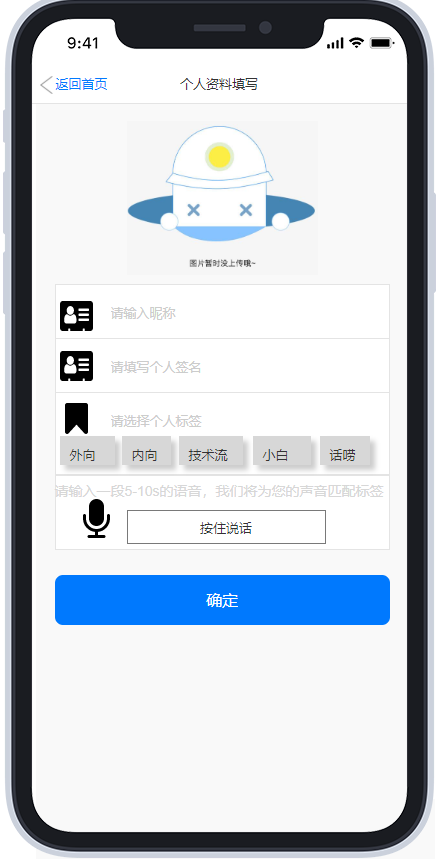 9:41
返回首页 个人资料填写
图片暂时没上传哦~
请输入昵称
请填写个人签名
请选择个人标签
外向 内向 技术流 小白 话唠
请输入一段5-10s的语音，我们将为您的声音匹配标签
按住说话
确定